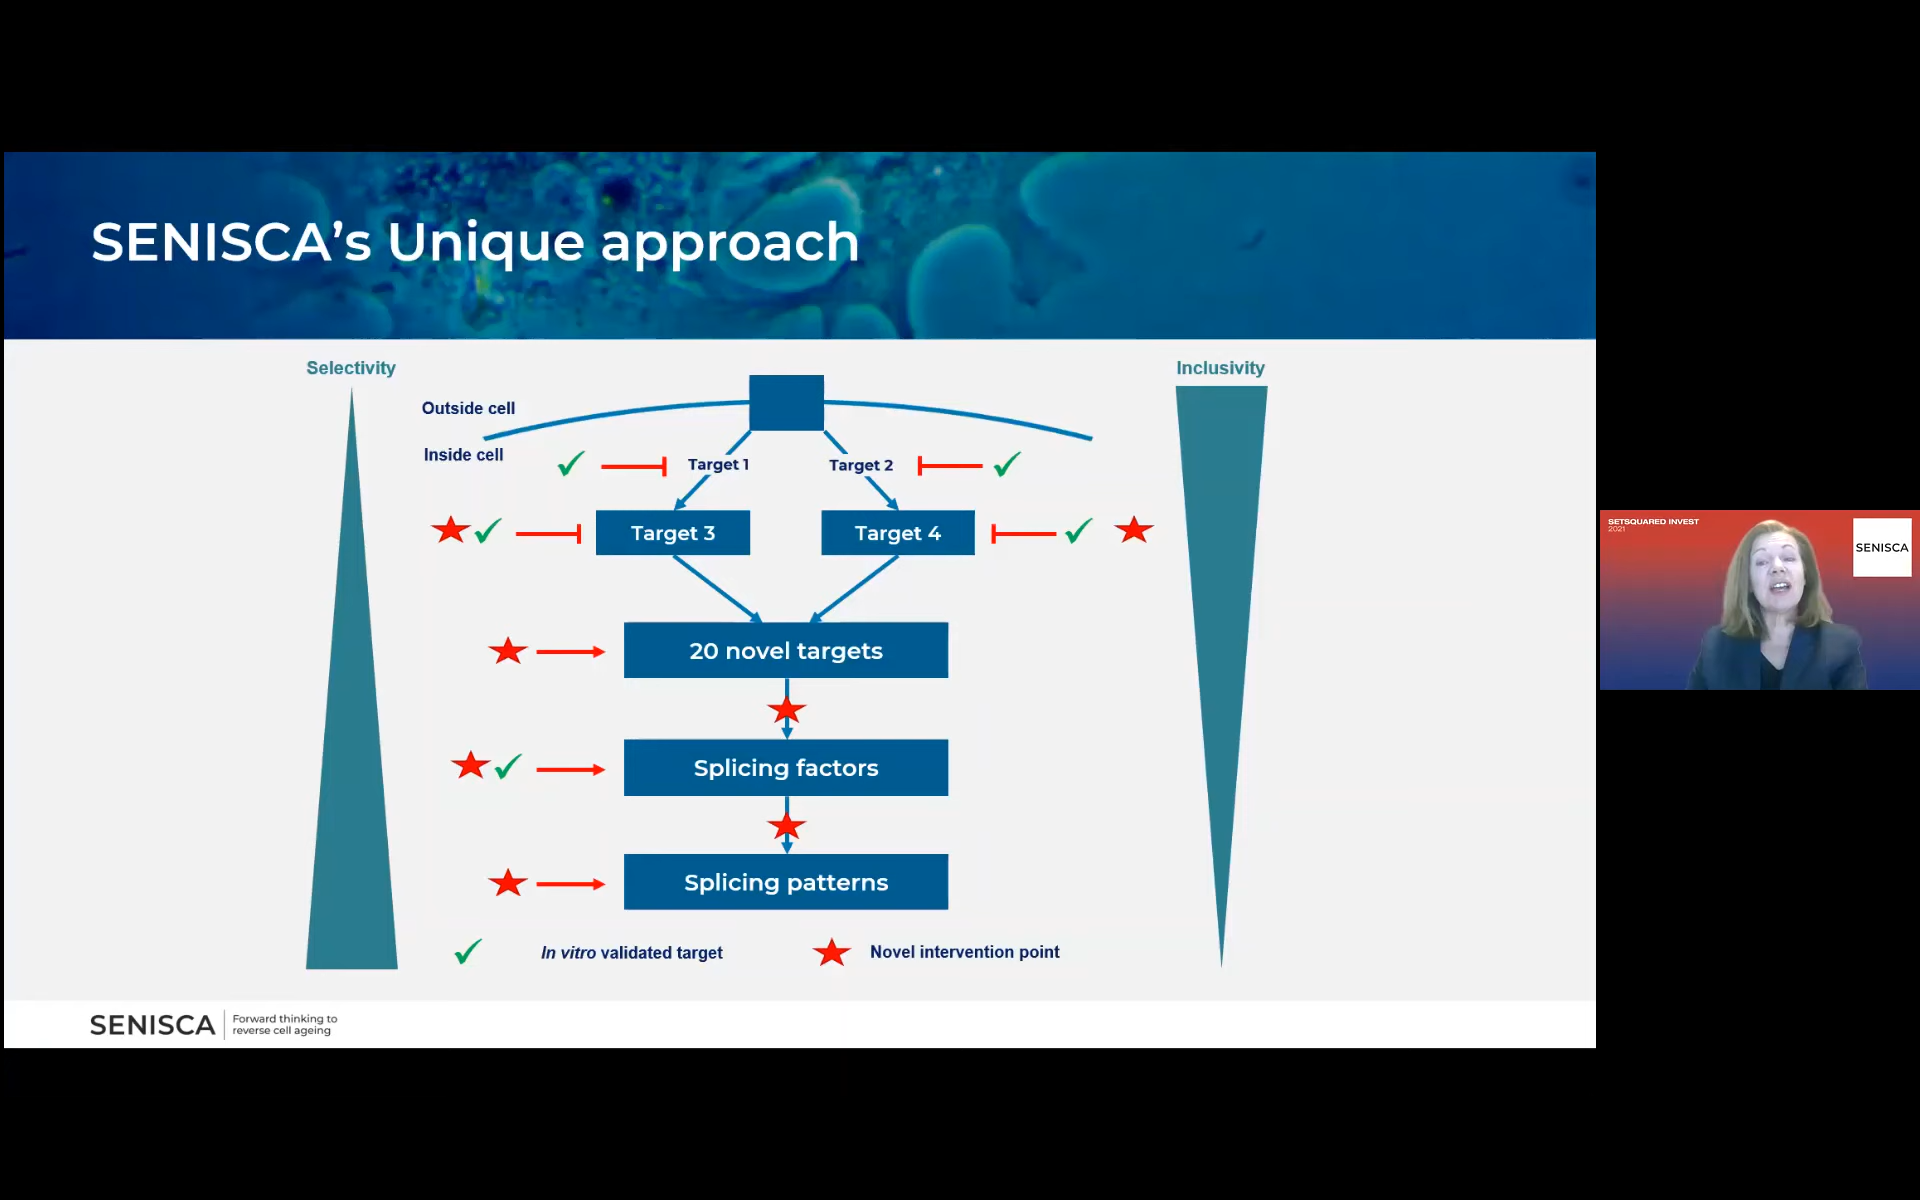 SENISCA's Unique approach
Selectivity
Inclusivity
Outside cell
Inside cell
Target 1
Target 2
Target 3
Target 4
20 novel targets
Splicing factors
Splicing patterns
In vitro validated target
Novel intervention point
SENISCA
Forward thinking to
reverse cell ageing
SETSQUARED INVEST
2021
SENISCA